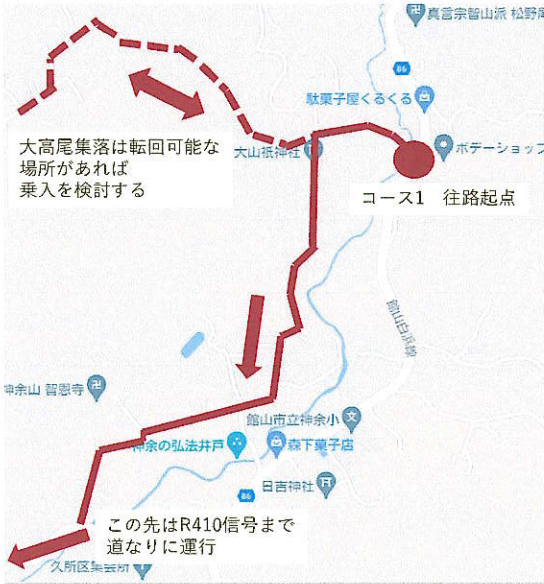 真言宗智山派 松野尾
86
駄菓子屋くるくる
ボデーショップ
大山祇神社
大高尾集落は転回可能な
場所があれば
乗入を検討する
コース1 往路起点
館山白浜線
神余山 智恩寺
館山市立神余小
神余の弘法井戸
森下菓子店
日吉神社
86
この先はR410信号まで
道なりに運行
久所区集会所